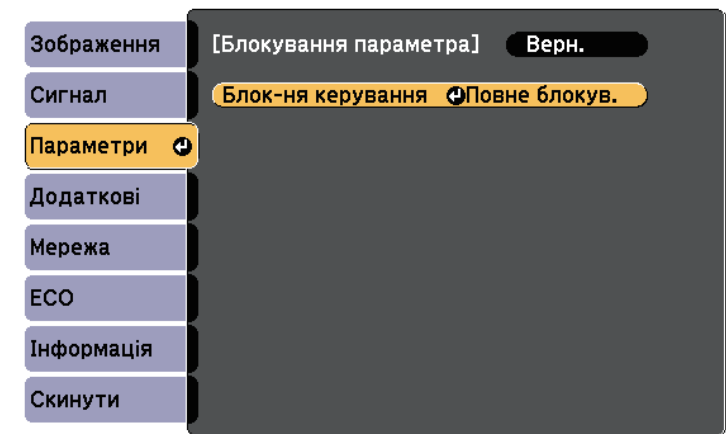 Зображення
Сигнал
Параметри
Додаткові
Мережа
ECO
Інформація
Скинути
[Блокування параметра] Верн.
Блок-ня керування Повне блокув.